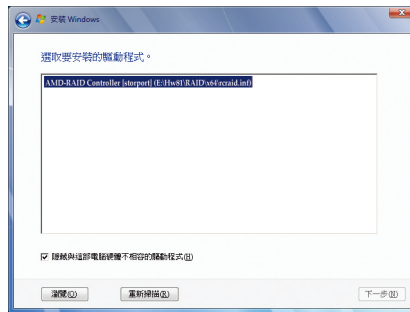 安裝 Windows
選取要安裝的驅動程式。
AMD-RAID Controller [storport] (E:\Hw81\RAID\x64\rcraid.inf)
隱藏與這部電腦硬體不相容的驅動程式(H)
瀏覽(O)
重新掃描(R)
下一步(N)